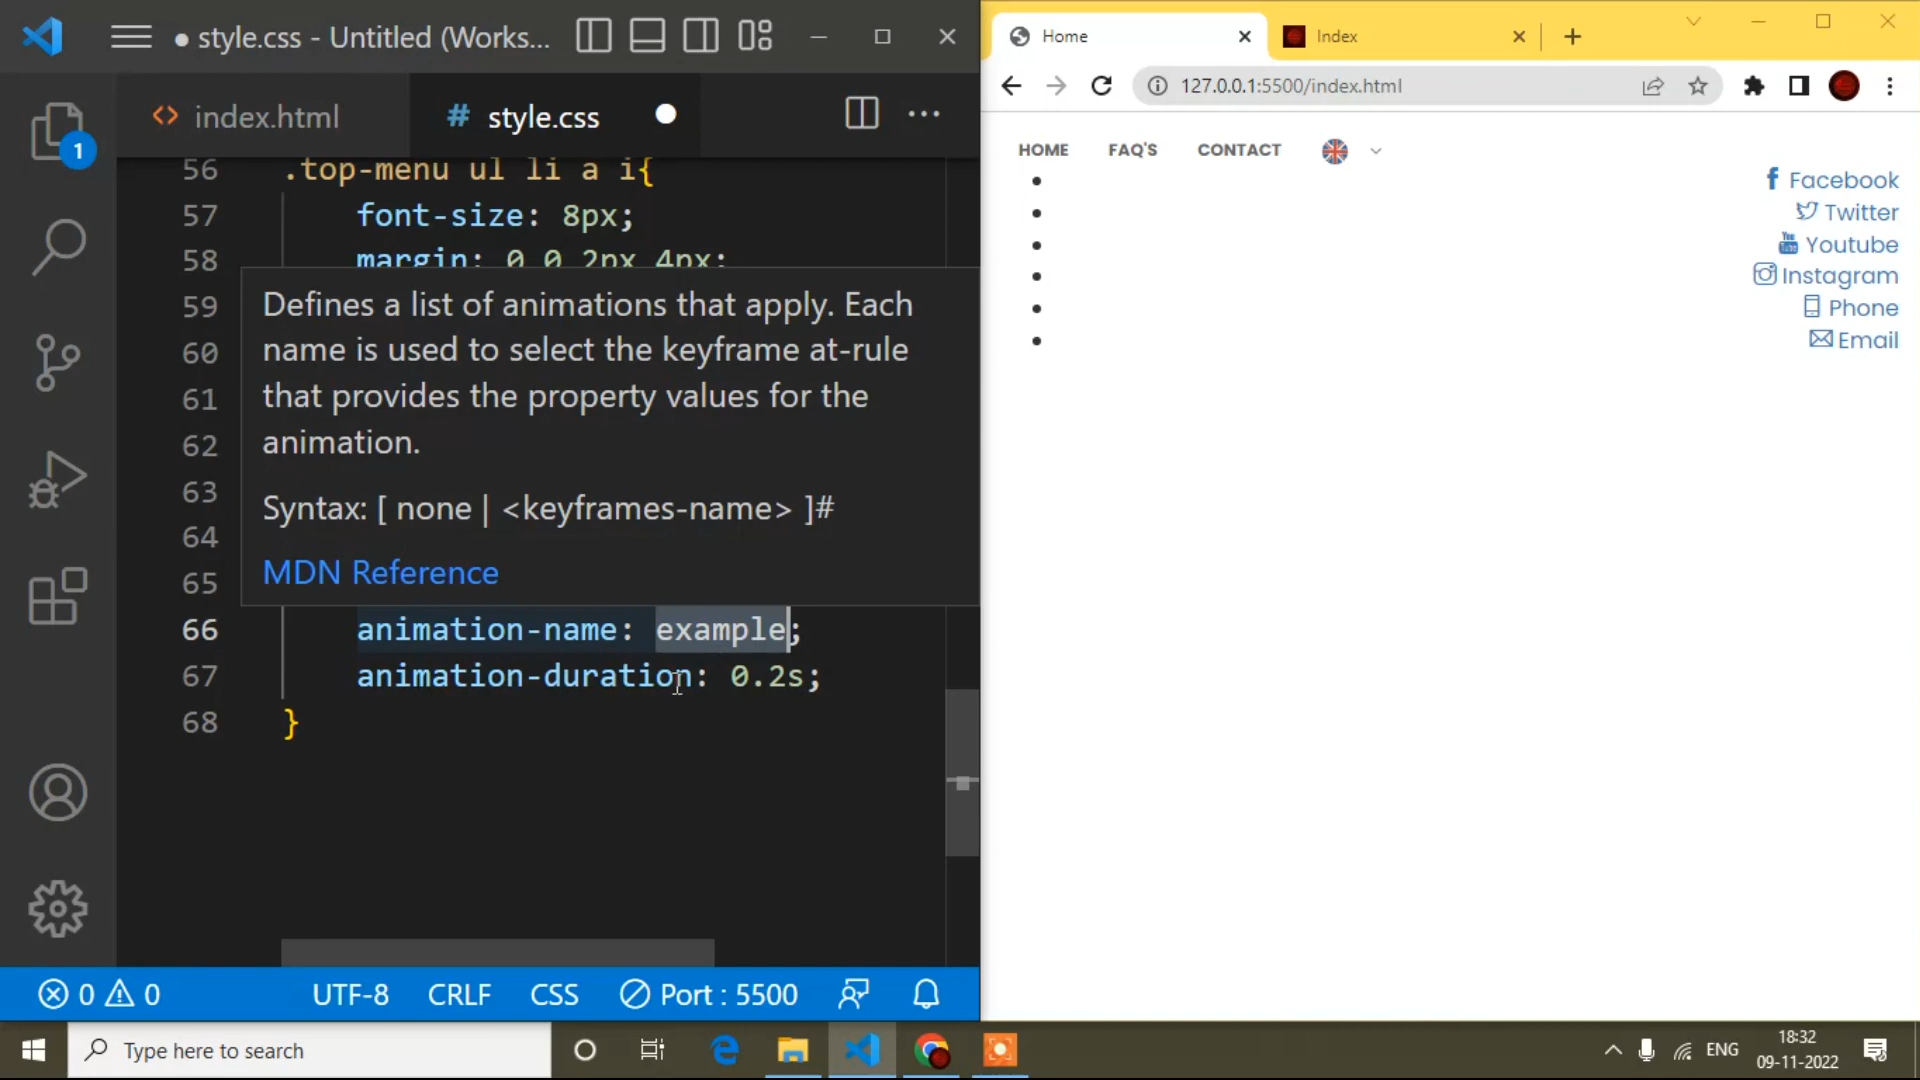 style.css - Untitled (Works...
index.html
style.css
1
56 .top-menu ul li a i{
57 font-size: 8px;
58 margin: 0 0 2px 4px;
59
60
61
62
63
64
65
Defines a list of animations that apply. Each
name is used to select the keyframe at-rule
that provides the property values for the
animation.
Syntax: [ none | <keyframes-name> ]#
MDN Reference
66 animation-name: example;
67 animation-duration: 0.2s;
68 }
0 0 UTF-8 CRLF CSS Port : 5500
Home
Index
127.0.0.1:5500/index.html
HOME FAQ'S CONTACT
Facebook
Twitter
Youtube
Instagram
Phone
Email
Type here to search
ENG
18:32
09-11-2022